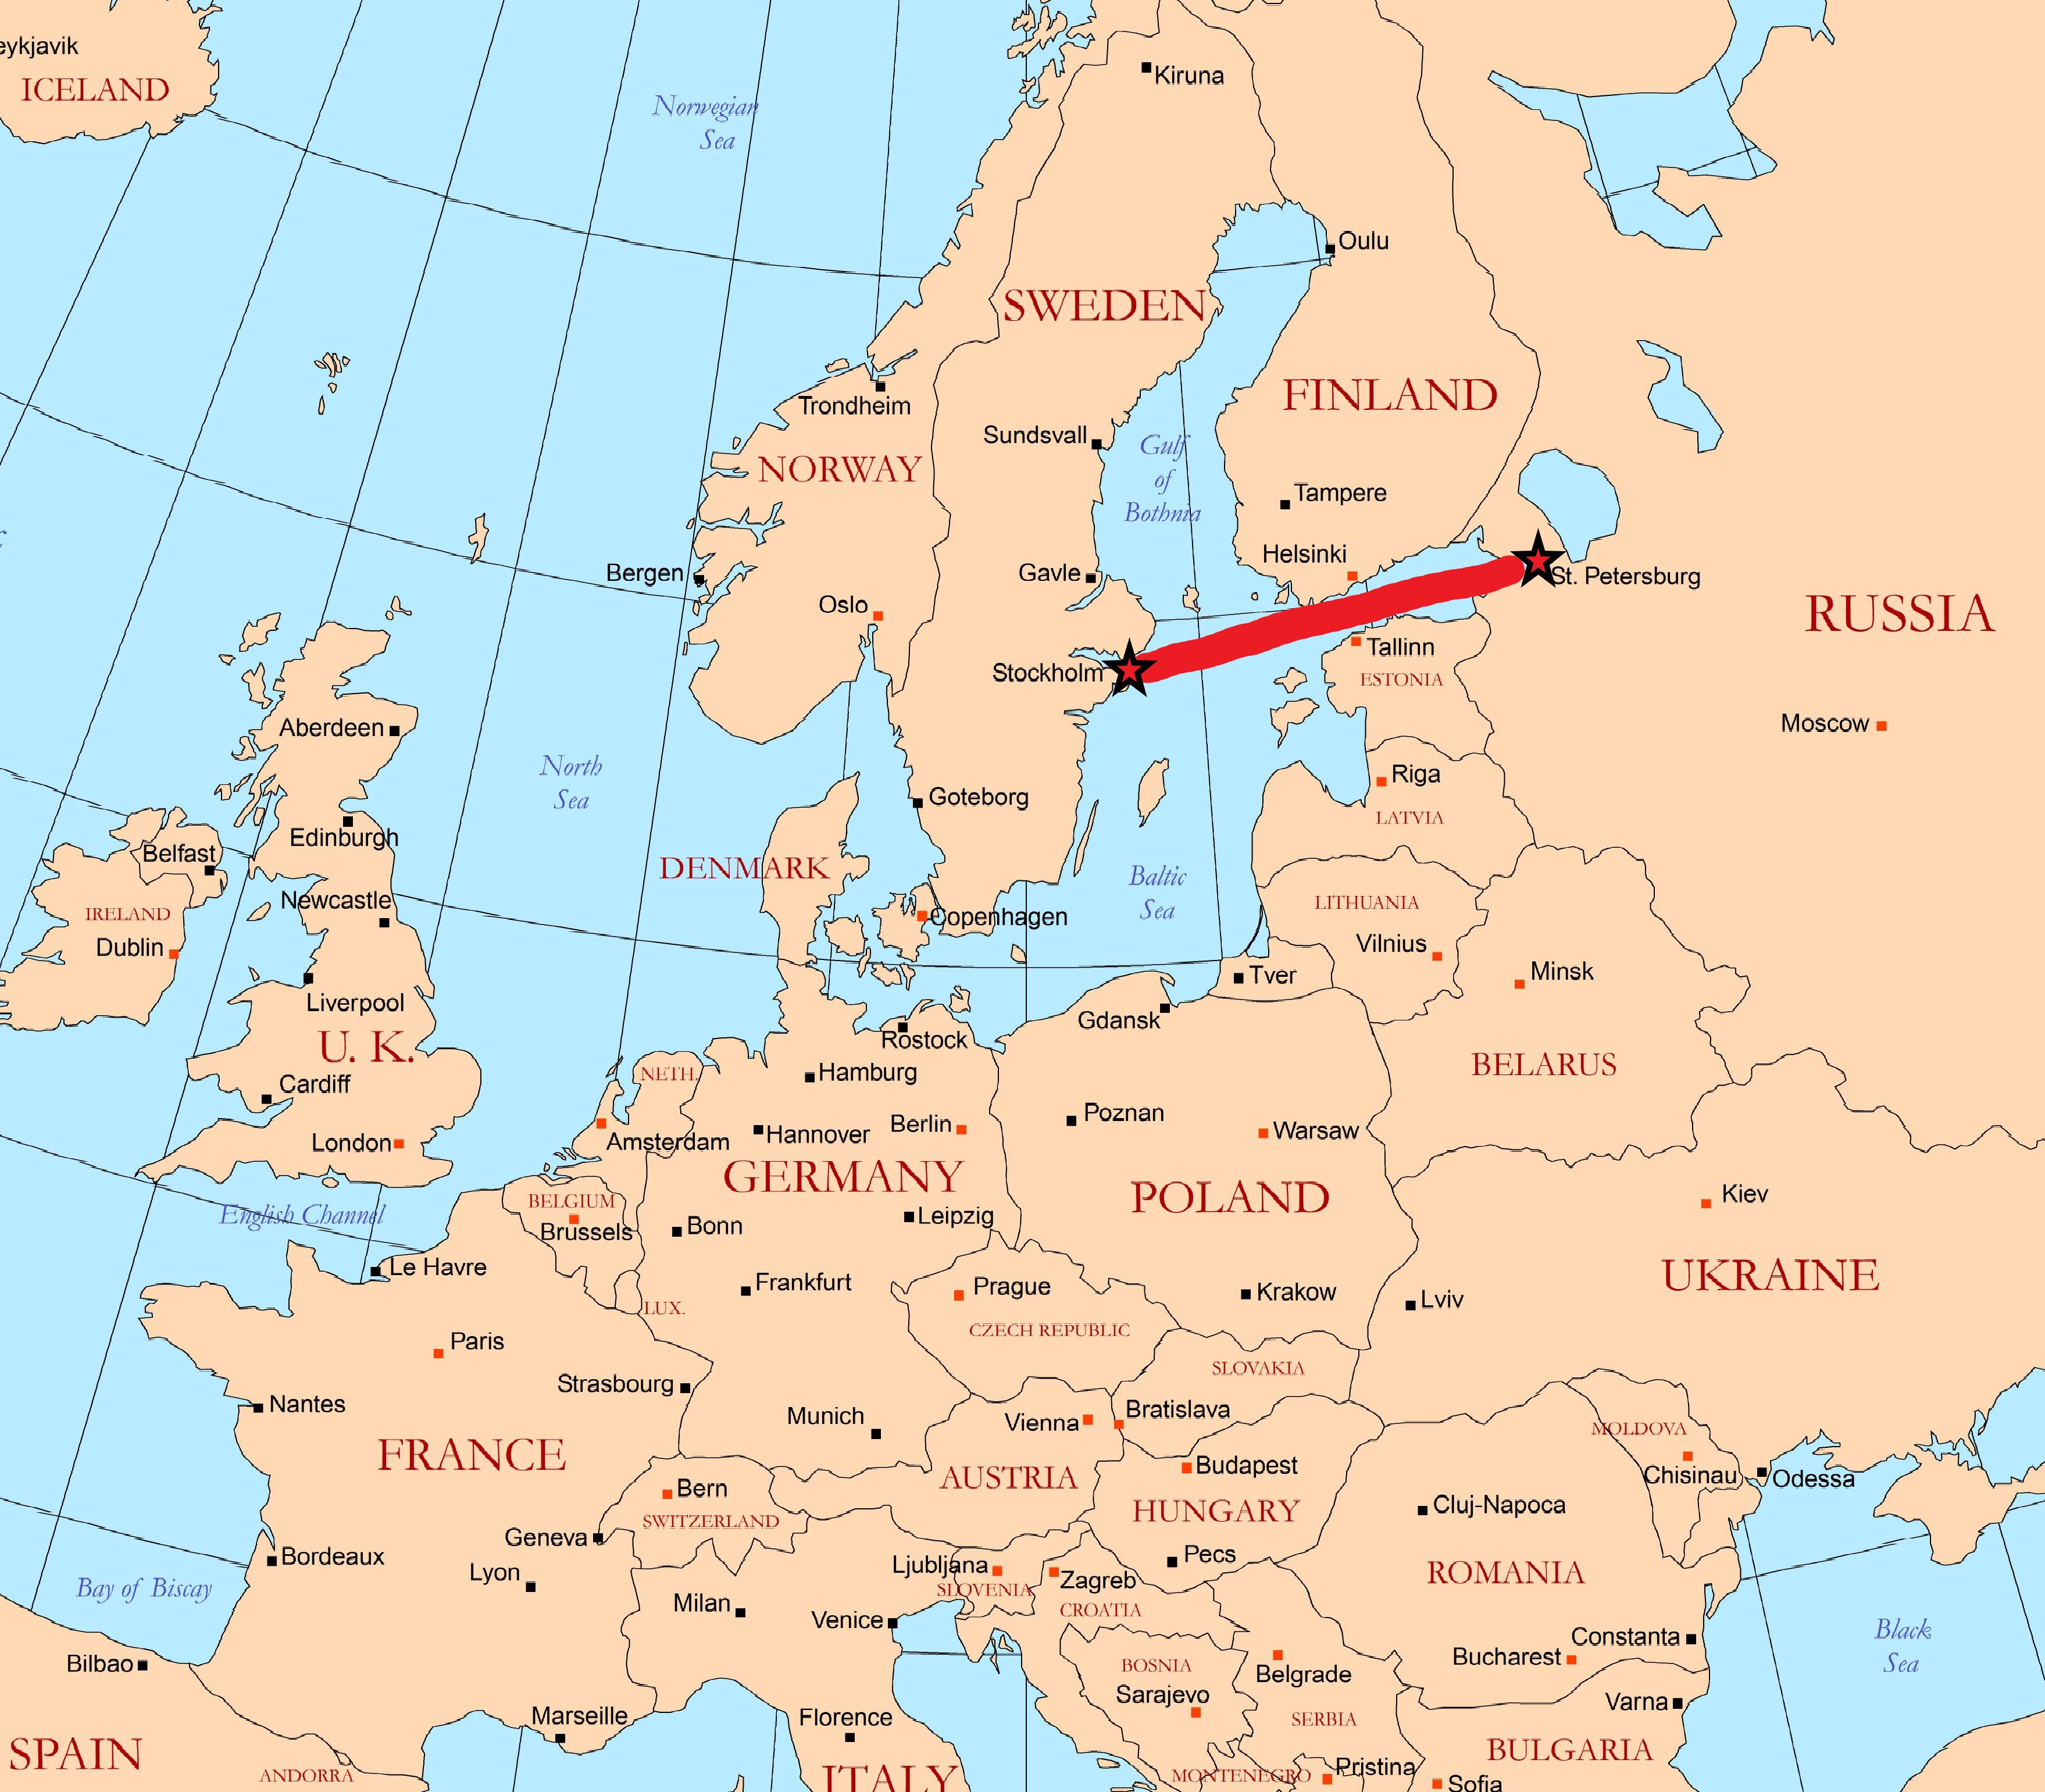 eykjavik
ICELAND
Norwegian
Sea
Kiruna
Oulu
SWEDEN
FINLAND
Trondheim
Sundsvall
Gulf
of
Bothnia
NORWAY
Tampere
Helsinki
Bergen
Gavle
St. Petersburg
Oslo
RUSSIA
Tallinn
Stockholm
ESTONIA
Moscow
Aberdeen
North
Sea
Riga
Goteborg
LATVIA
Edinburgh
Belfast
DENMARK
Baltic
Sea
Newcastle
IRELAND
LITHUANIA
Copenhagen
Dublin
Vilnius
Tver
Minsk
Liverpool
Gdansk
U. K.
Rostock
BELARUS
NETH.
Hamburg
Cardiff
Poznan
Berlin
Hannover
Warsaw
London
Amsterdam
GERMANY
POLAND
Kiev
BELGIUM
English Channel
Leipzig
Bonn
Brussels
Le Havre
UKRAINE
Frankfurt
Prague
Krakow
Lviv
LUX.
CZECH REPUBLIC
Paris
SLOVAKIA
Strasbourg
Nantes
Munich
Vienna
Bratislava
MOLDOVA
FRANCE
Budapest
AUSTRIA
Chisinau
Odessa
Bern
Cluj-Napoca
HUNGARY
SWITZERLAND
Geneva
Bordeaux
Pecs
Ljubljana
Lyon
ROMANIA
Bay of Biscay
SLOVENIA
Zagreb
Milan
CROATIA
Venice
Black
Sea
Constanta
Bucharest
Bilbao
BOSNIA
Belgrade
Sarajevo
Varna
Marseille
Florence
SERBIA
SPAIN
BULGARIA
ANDORRA
MONTENEGRO
Pristina
ITALY
Sofia